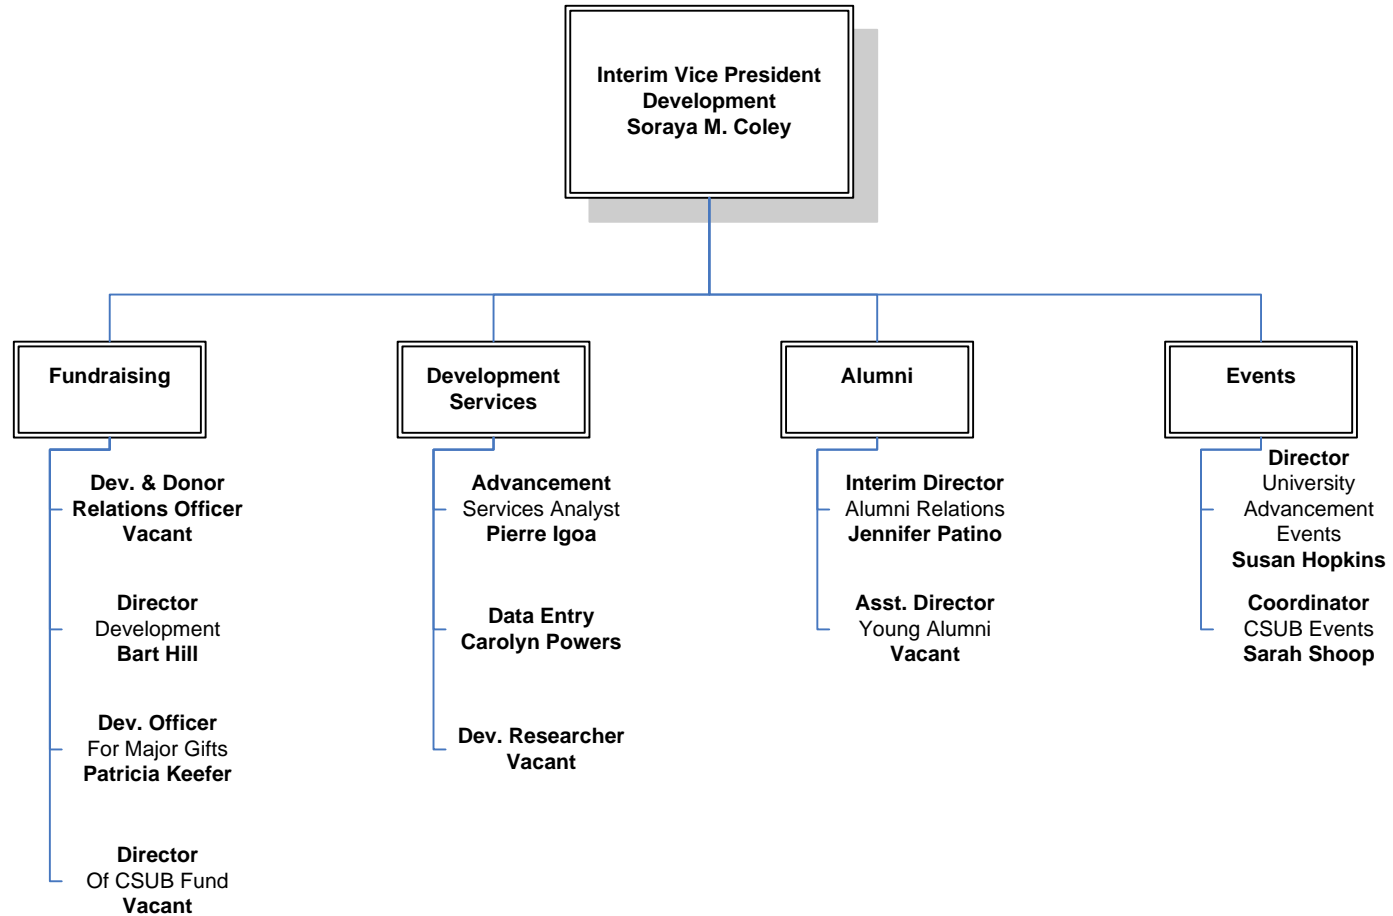 Interim Vice President
Development
Soraya M. Coley
Fundraising
Dev. & Donor
Relations Officer
Vacant
Director
Development
Bart Hill
Dev. Officer
For Major Gifts
Patricia Keefer
Director
Of CSUB Fund
Vacant
Development
Services
Advancement
Services Analyst
Pierre Igoa
Data Entry
Carolyn Powers
Dev. Researcher
Vacant
Alumni
Interim Director
Alumni Relations
Jennifer Patino
Asst. Director
Young Alumni
Vacant
Events
Director
University
Advancement
Events
Susan Hopkins
Coordinator
CSUB Events
Sarah Shoop